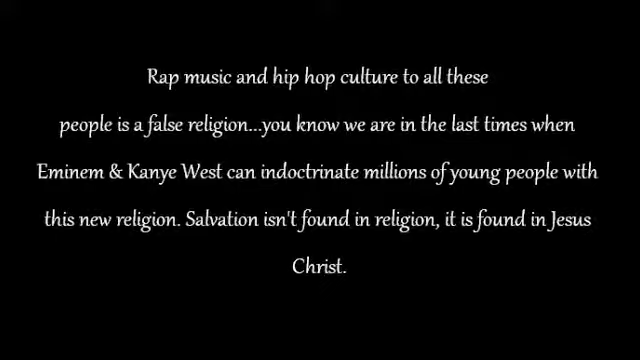 Rap music and hip hop culture to all these
people is a false religion...you know we are in the last times when
Eminem & Kanye West can indoctrinate millions of young people with
this new religion. Salvation isn't found in religion, it is found in Jesus
Christ.